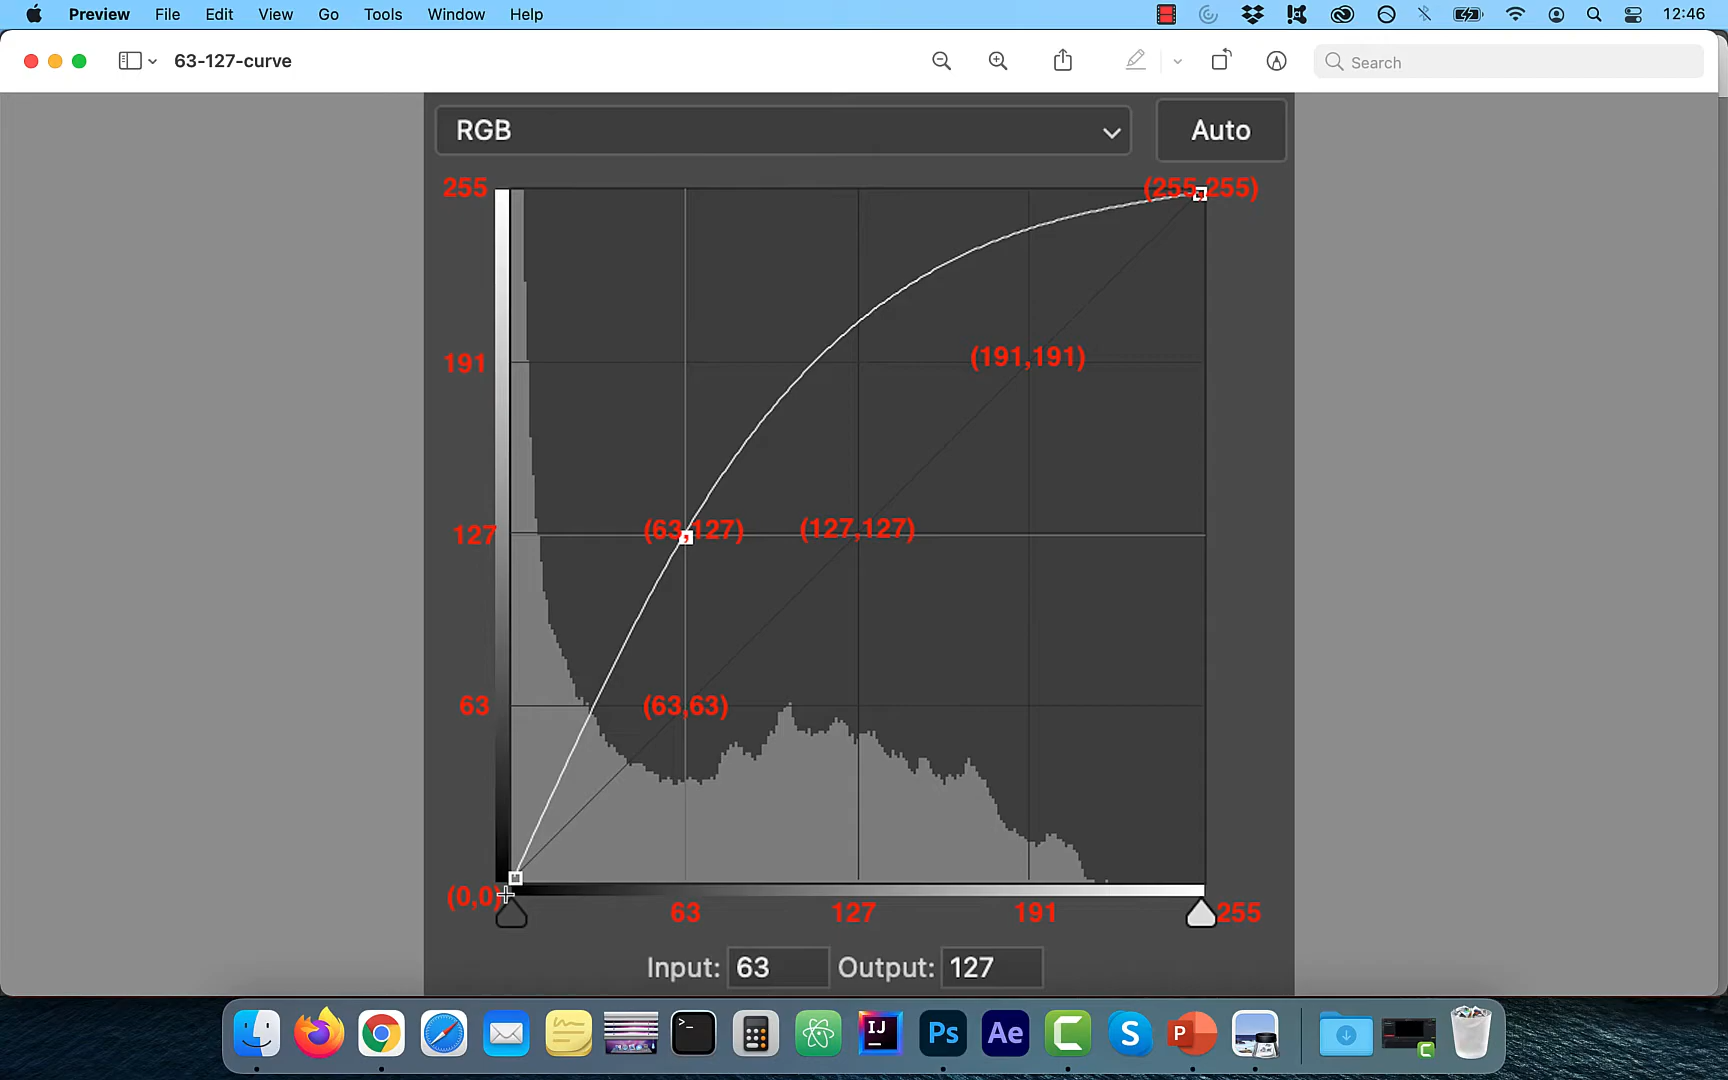 Preview File Edit View Go Tools Window Help 12:46
63-127-curve Search
RGB Auto
255 (255,255)
191 (191,191)
127 (63,127) (127,127)
63 (63,63)
(0,0)
63 127 191 255
Input: 63 Output: 127
IJ Ps Ae C S P